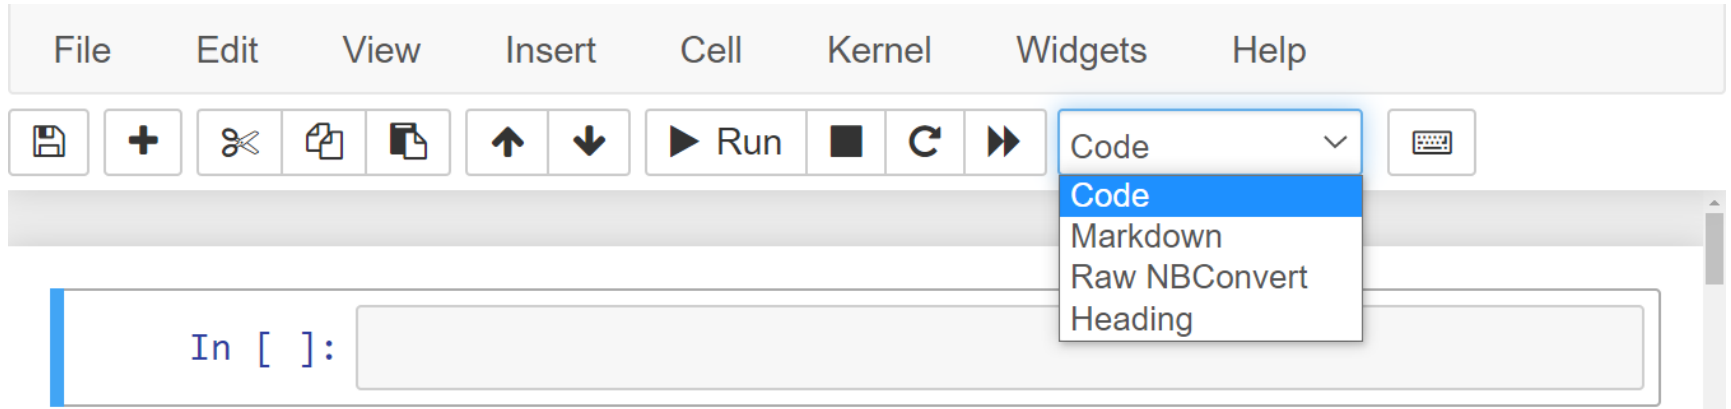 File Edit View Insert Cell Kernel Widgets Help
Run Code
Code
Markdown
Raw NBConvert
Heading
In [ ]: